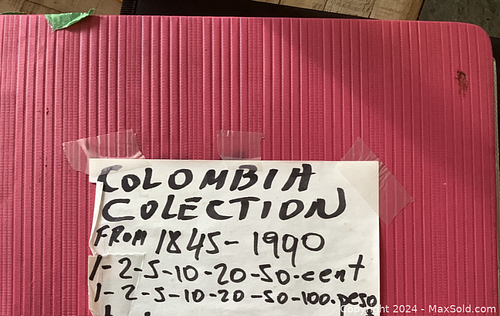 COLOMBIA
COLECTION
FROM 1845-1990
1-2-5-10-20-50-cent
1-2-5-10-20-50-100-PESO
Copyright 2024 - MaxSold.com